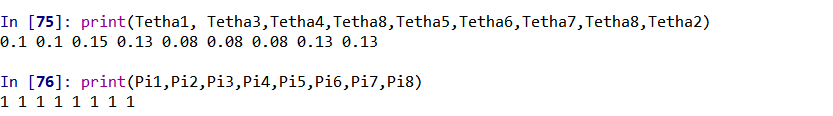 In [75]: print(Tetha1, Tetha3,Tetha4,Tetha8,Tetha5,Tetha6,Tetha7,Tetha8,Tetha2)
0.1 0.1 0.15 0.13 0.08 0.08 0.08 0.13 0.13
In [76]: print(Pi1,Pi2,Pi3,Pi4,Pi5,Pi6,Pi7,Pi8)
1 1 1 1 1 1 1 1